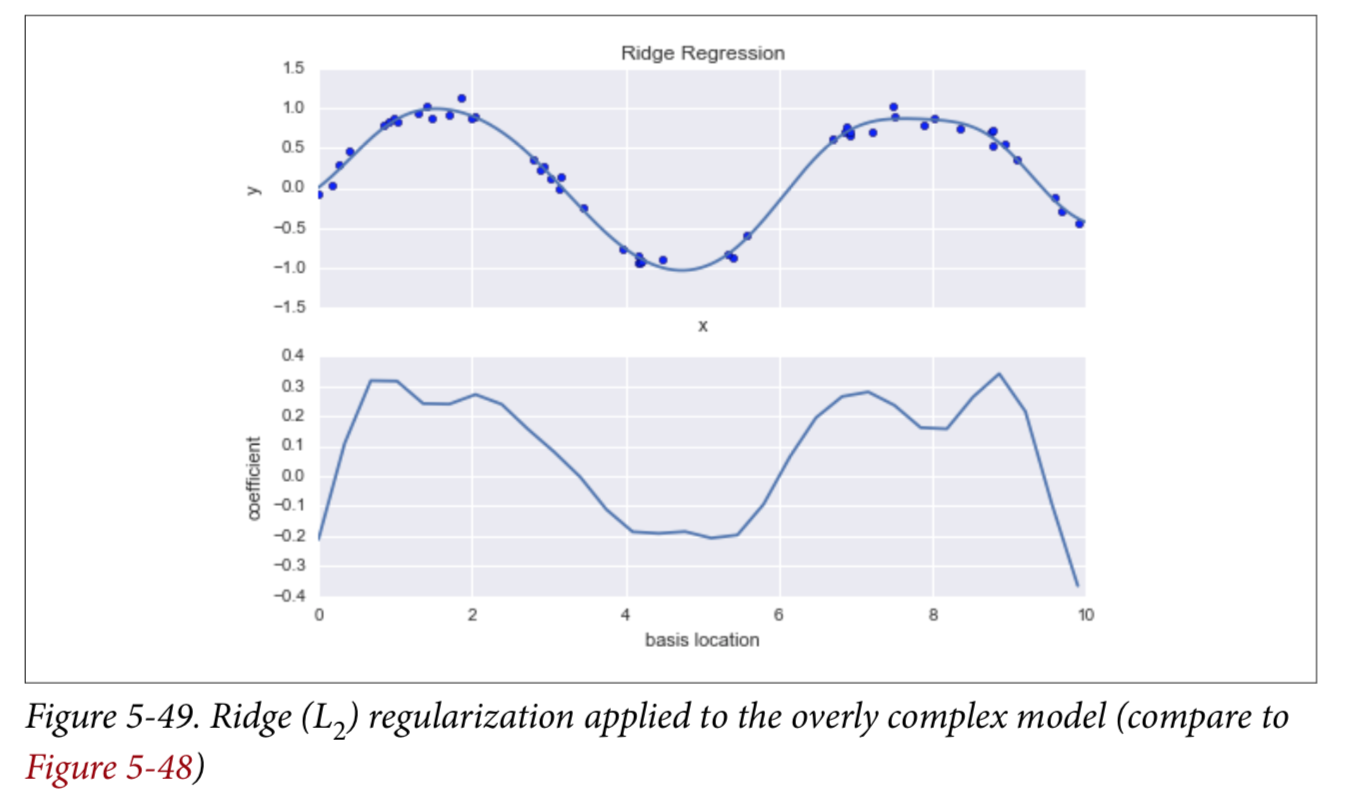 Ridge Regression
1.5
1.0
0.5
0.0
−0.5
−1.0
−1.5
y
x
0.4
0.3
0.2
0.1
0.0
−0.1
−0.2
−0.3
−0.4
coefficient
0 2 4 6 8 10
basis location
Figure 5-49. Ridge (L₂) regularization applied to the overly complex model (compare to
Figure 5-48)